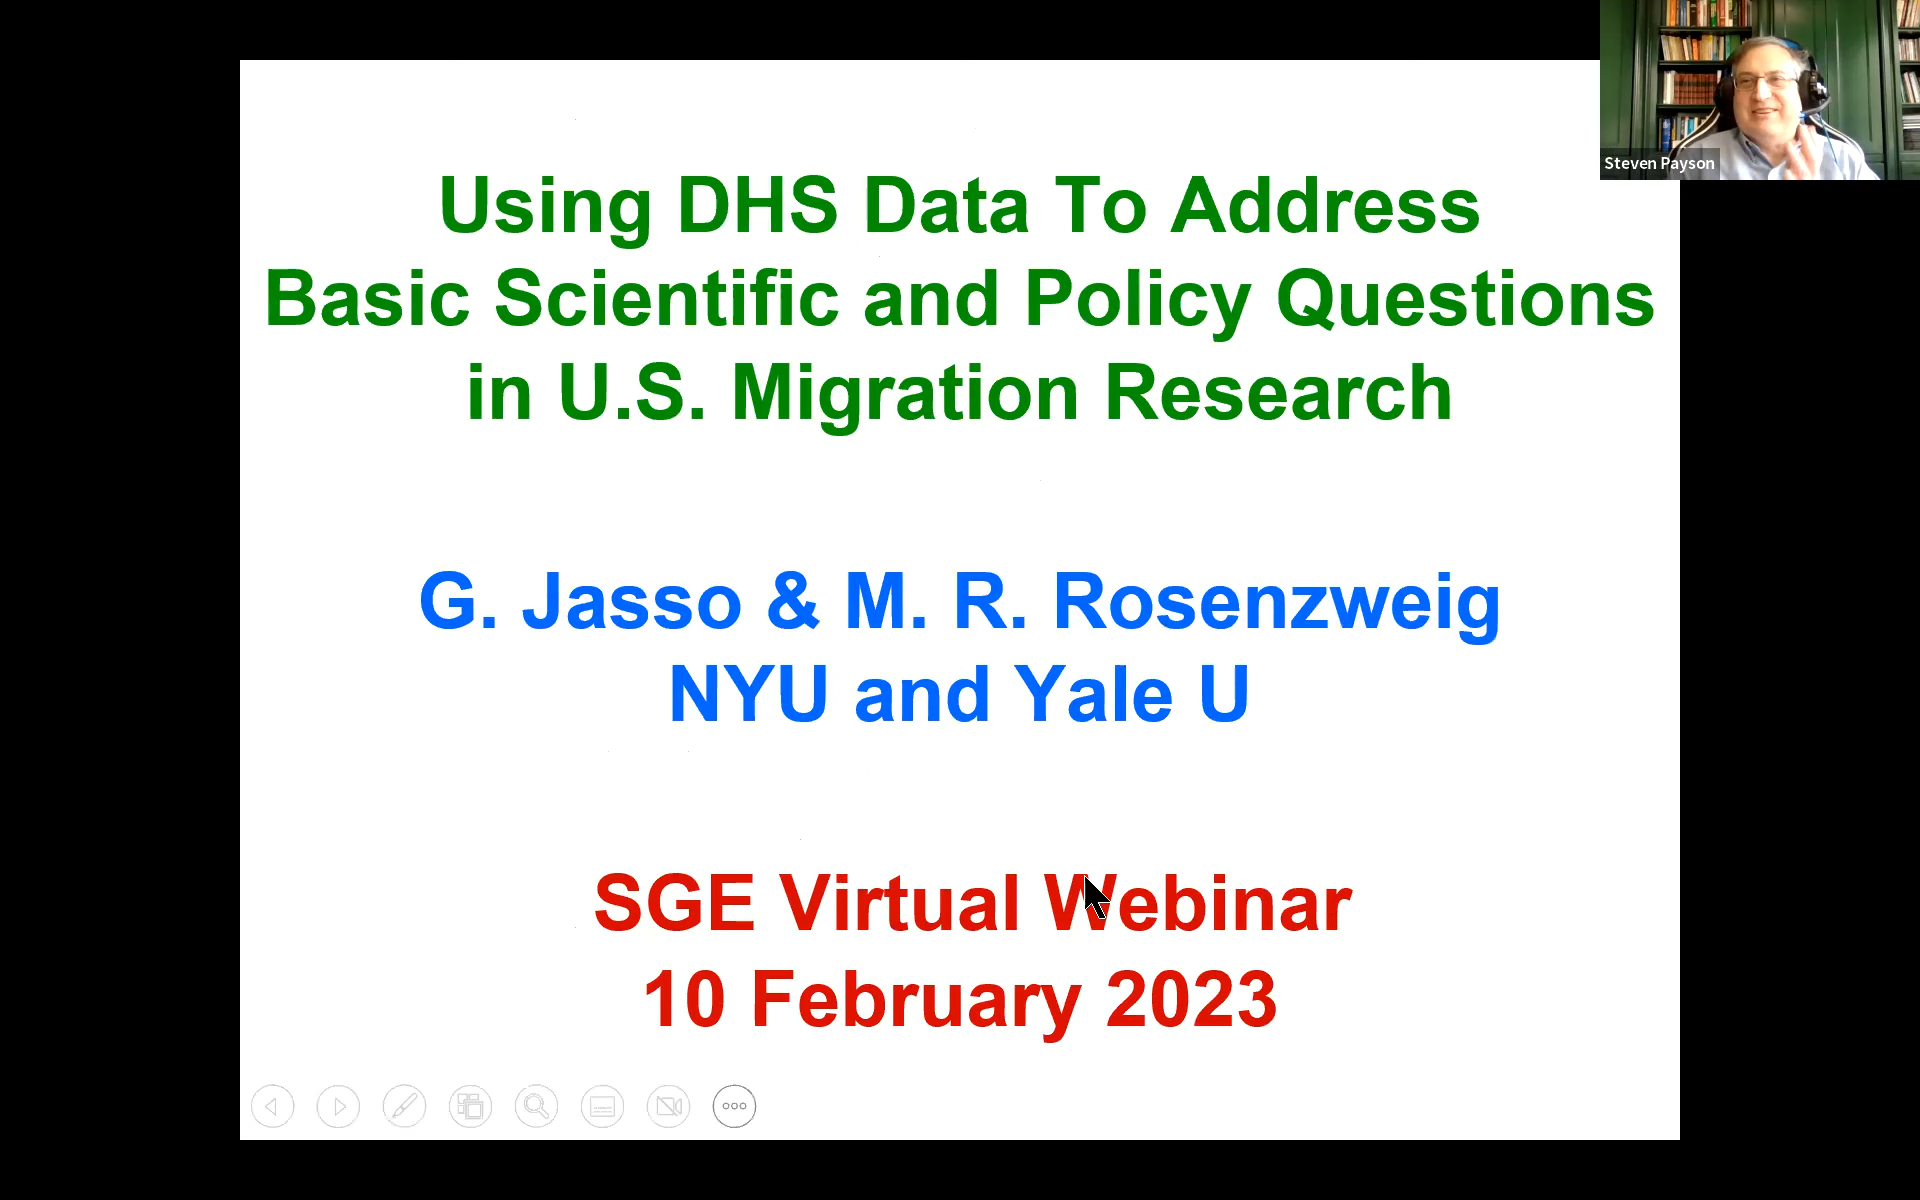 Using DHS Data To Address
Basic Scientific and Policy Questions
in U.S. Migration Research
G. Jasso & M. R. Rosenzweig
NYU and Yale U
SGE Virtual Webinar
10 February 2023
Steven Payson